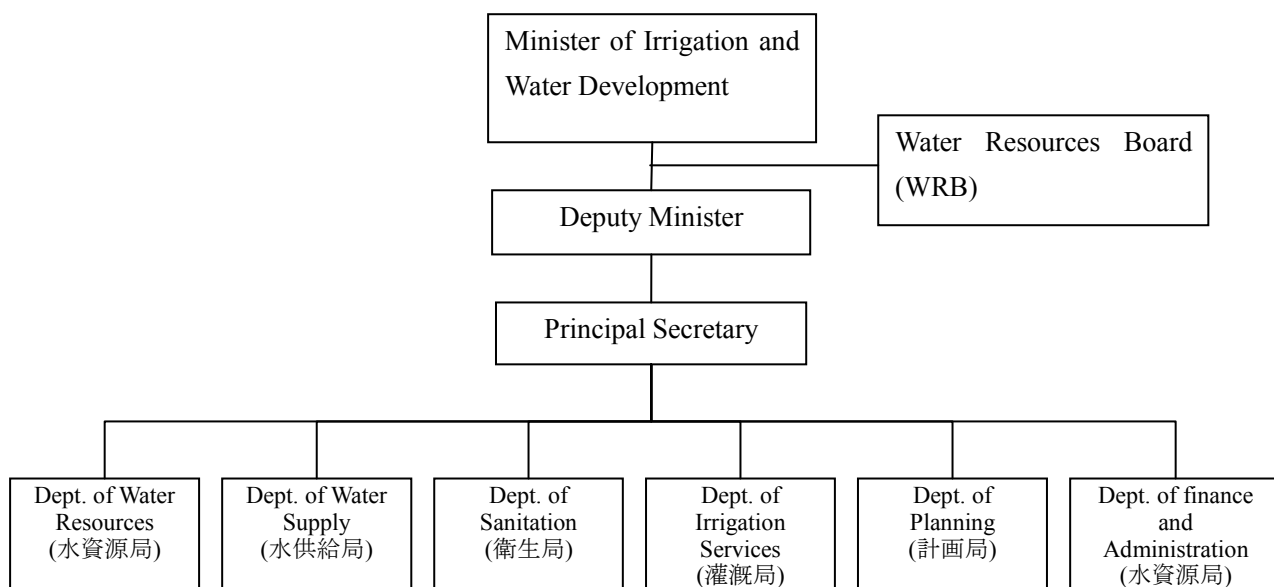 Minister of Irrigation and
Water Development
Water Resources Board
(WRB)
Deputy Minister
Principal Secretary
Dept. of Water
Resources
(水資源局)
Dept. of Water
Supply
(水供給局)
Dept. of
Sanitation
(衛生局)
Dept. of
Irrigation
Services
(灌漑局)
Dept. of
Planning
(計画局)
Dept. of finance
and
Administration
(水資源局)